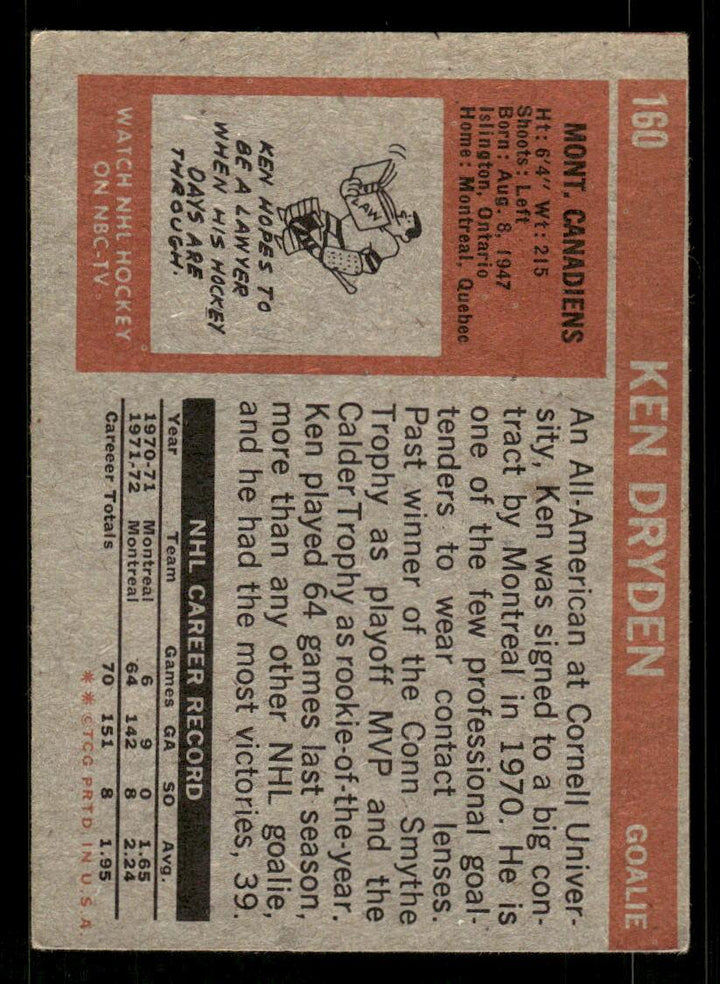 160 KEN DRYDEN GOALIE
MONT. CANADIENS
Ht: 6'4" Wt: 215
Shoots: Left
Born: Aug. 8, 1947
Islington, Ontario
Home: Montreal, Quebec
LAW
KEN HOPES TO
BE A LAWYER
WHEN HIS HOCKEY
DAYS ARE
THROUGH.
WATCH NHL HOCKEY
ON NBC-TV
An All-American at Cornell Univer-
sity, Ken was signed to a big con-
tract by Montreal in 1970. He is
one of the few professional goal-
tenders to wear contact lenses.
Past winner of the Conn Smythe
Trophy as playoff MVP and the
Calder Trophy as rookie-of-the-year.
Ken played 64 games last season,
more than any other NHL goalie,
and he had the most victories, 39.
NHL CAREER RECORD
Year Team Games GA SO Avg.
1970-71 Montreal 6 9 0 1.65
1971-72 Montreal 64 142 8 2.24
Career Totals 70 151 8 1.95
** ©TCG PRTD. IN U.S.A